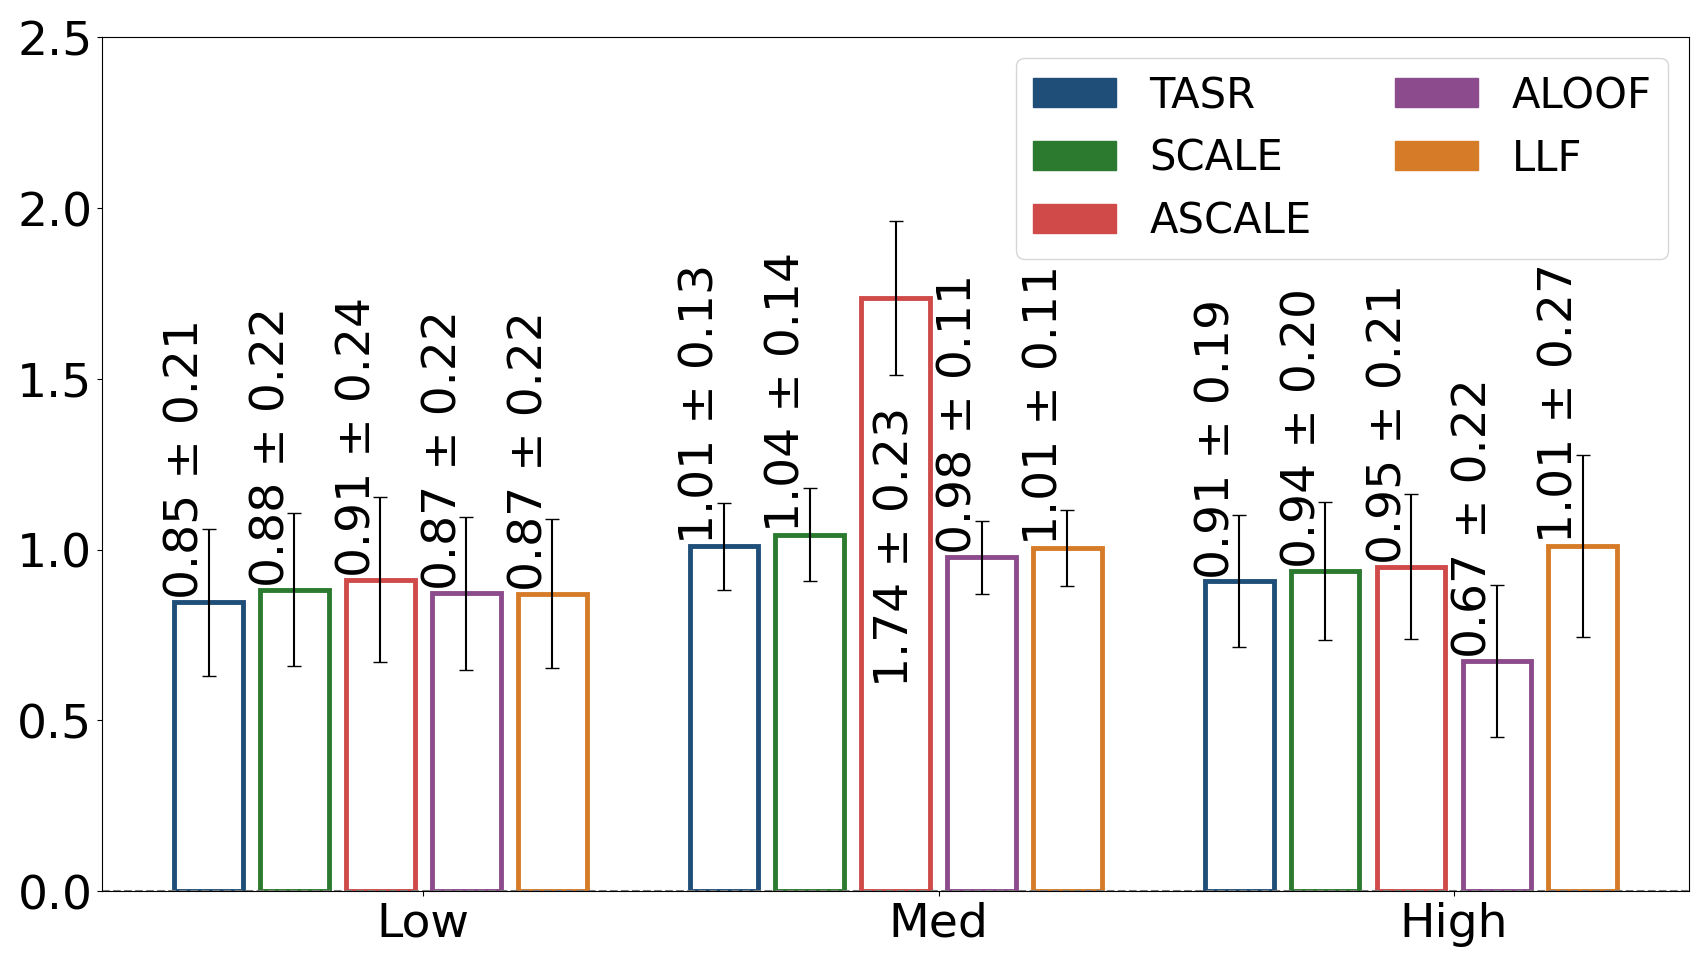 2.5
2.0
1.5
1.0
0.5
0.0
TASR
SCALE
ASCALE
ALOOF
LLF
0.85 ± 0.21
0.88 ± 0.22
0.91 ± 0.24
0.87 ± 0.22
0.87 ± 0.22
1.01 ± 0.13
1.04 ± 0.14
1.74 ± 0.23
0.98 ± 0.11
1.01 ± 0.11
0.91 ± 0.19
0.94 ± 0.20
0.95 ± 0.21
0.67 ± 0.22
1.01 ± 0.27
Low
Med
High